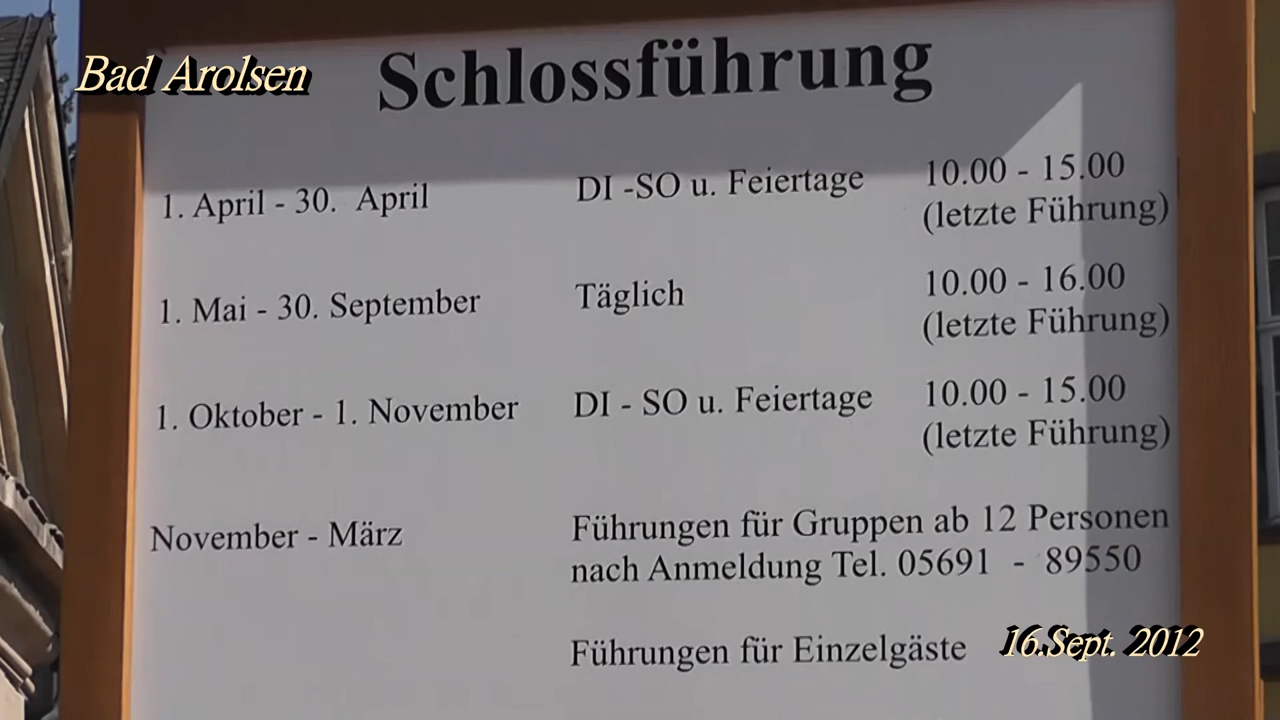 Bad Arolsen
Schlossführung
1. April - 30. April DI -SO u. Feiertage 10.00 - 15.00
(letzte Führung)
1. Mai - 30. September Täglich 10.00 - 16.00
(letzte Führung)
1. Oktober - 1. November DI - SO u. Feiertage 10.00 - 15.00
(letzte Führung)
November - März Führungen für Gruppen ab 12 Personen
nach Anmeldung Tel. 05691 - 89550
Führungen für Einzelgäste
16.Sept. 2012